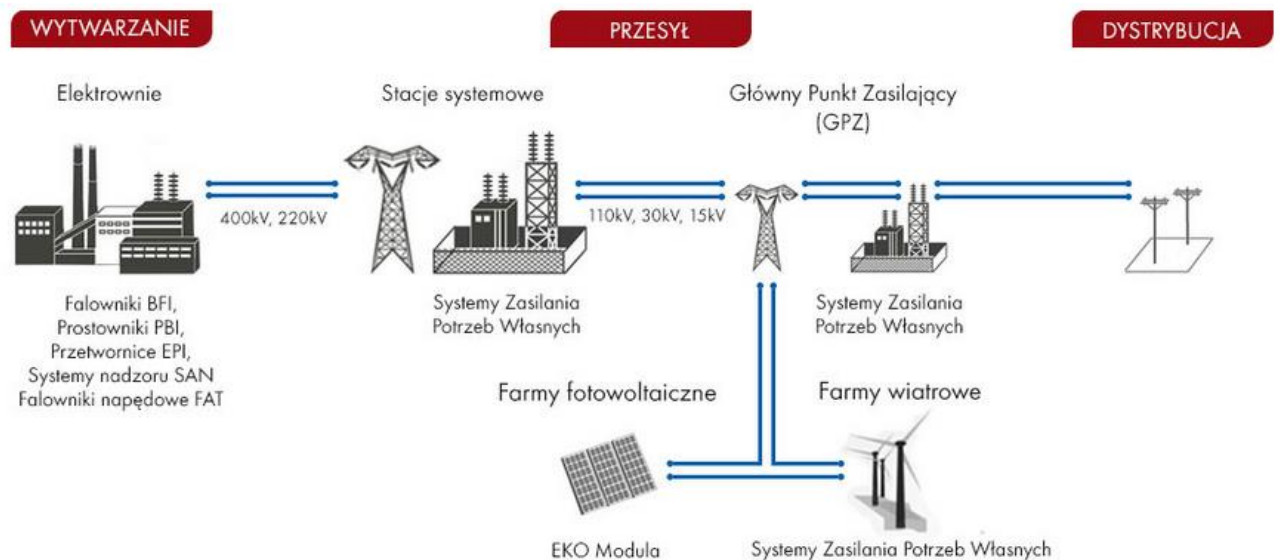 WYTWARZANIE
PRZESYŁ
DYSTRYBUCJA
Elektrownie
Stacje systemowe
Główny Punkt Zasilający
(GPZ)
400kV, 220kV
110kV, 30kV, 15kV
Falowniki BFI,
Prostowniki PBI,
Przetwornice EPI,
Systemy nadzoru SAN
Falowniki napędowe FAT
Systemy Zasilania
Potrzeb Własnych
Systemy Zasilania
Potrzeb Własnych
Farmy fotowoltaiczne
Farmy wiatrowe
EKO Modula
Systemy Zasilania Potrzeb Własnych